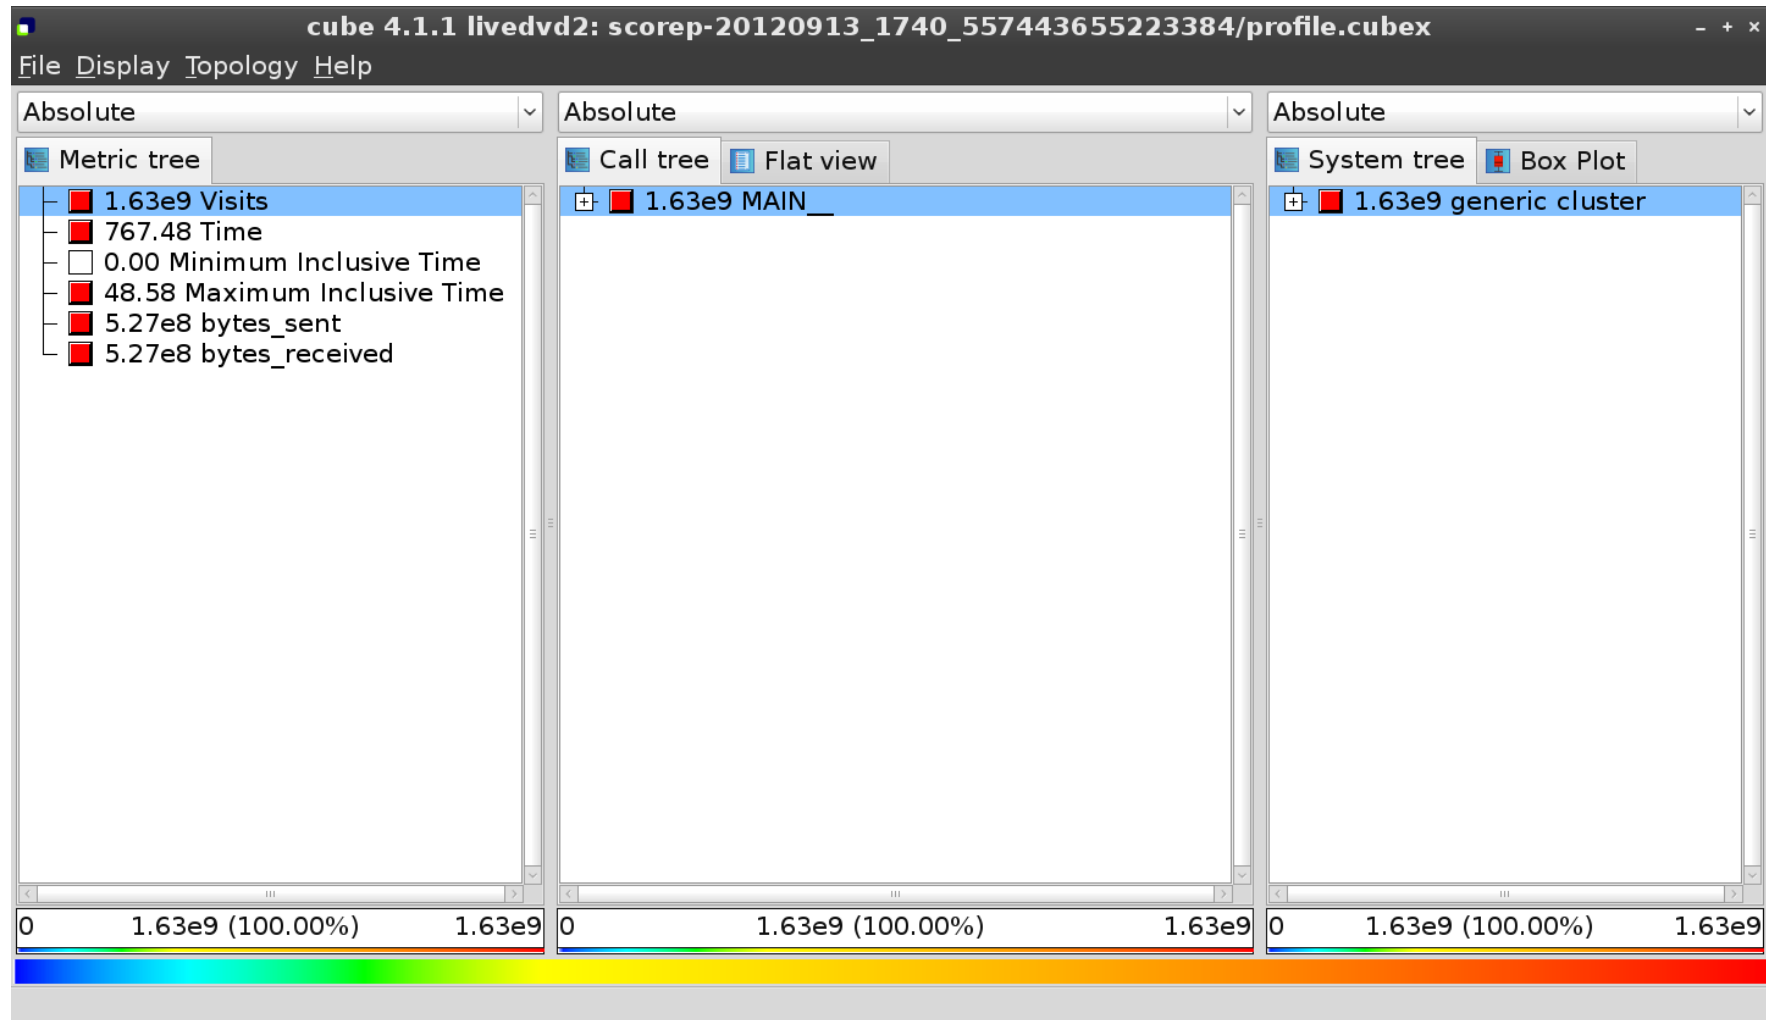 cube 4.1.1 livedvd2: scorep-20120913_1740_557443655223384/profile.cubex
File Display Topology Help
Absolute
Metric tree
1.63e9 Visits
767.48 Time
0.00 Minimum Inclusive Time
48.58 Maximum Inclusive Time
5.27e8 bytes_sent
5.27e8 bytes_received
0 1.63e9 (100.00%) 1.63e9
Absolute
Call tree Flat view
1.63e9 MAIN__
0 1.63e9 (100.00%) 1.63e9
Absolute
System tree Box Plot
1.63e9 generic cluster
0 1.63e9 (100.00%) 1.63e9